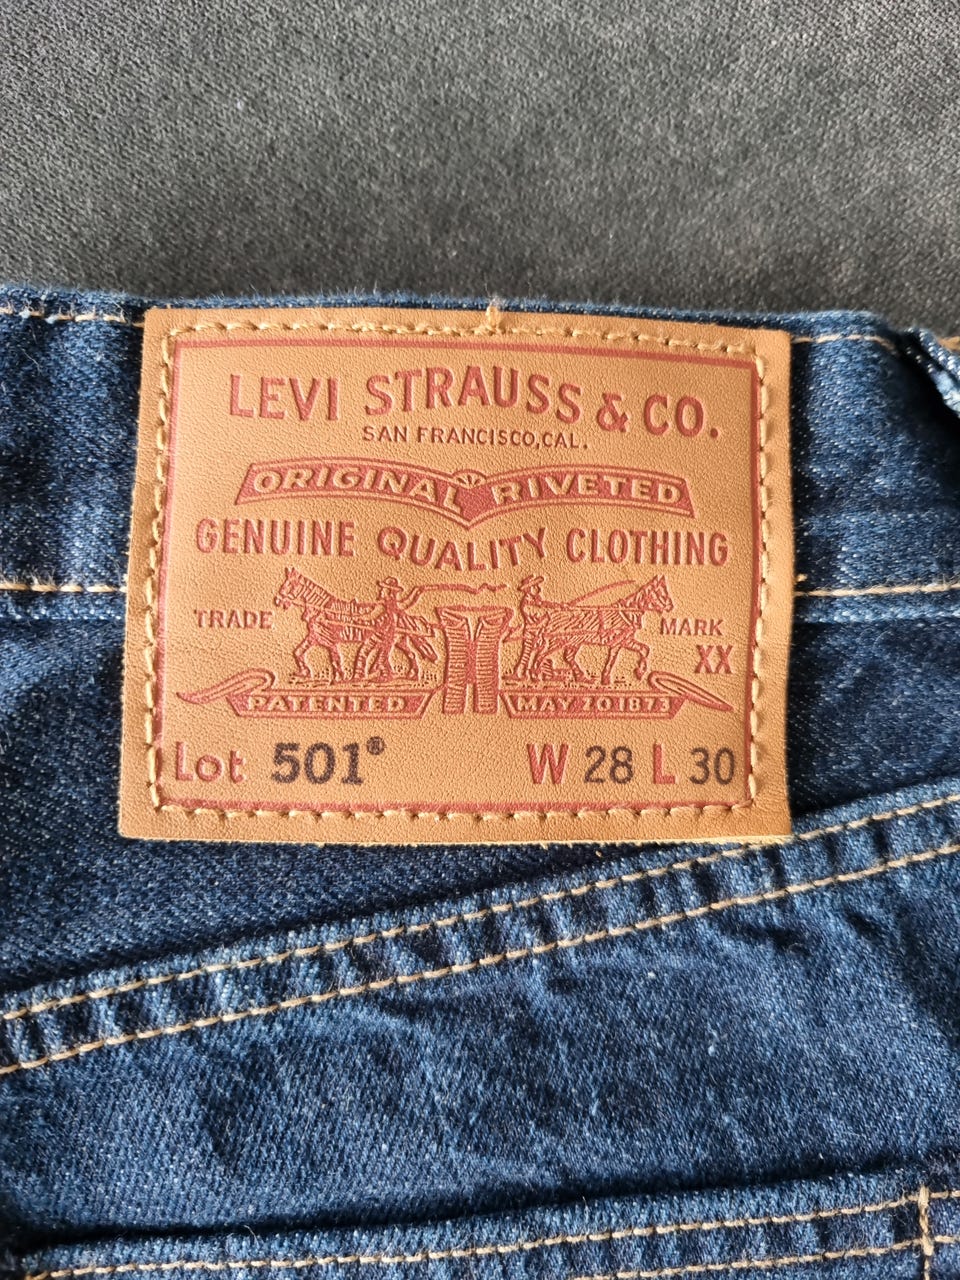 LEVI STRAUSS & CO.
SAN FRANCISCO,CAL.
ORIGINAL RIVETED
GENUINE QUALITY CLOTHING
TRADE MARK
XX
PATENTED MAY 20 1873
Lot 501® W 28 L 30